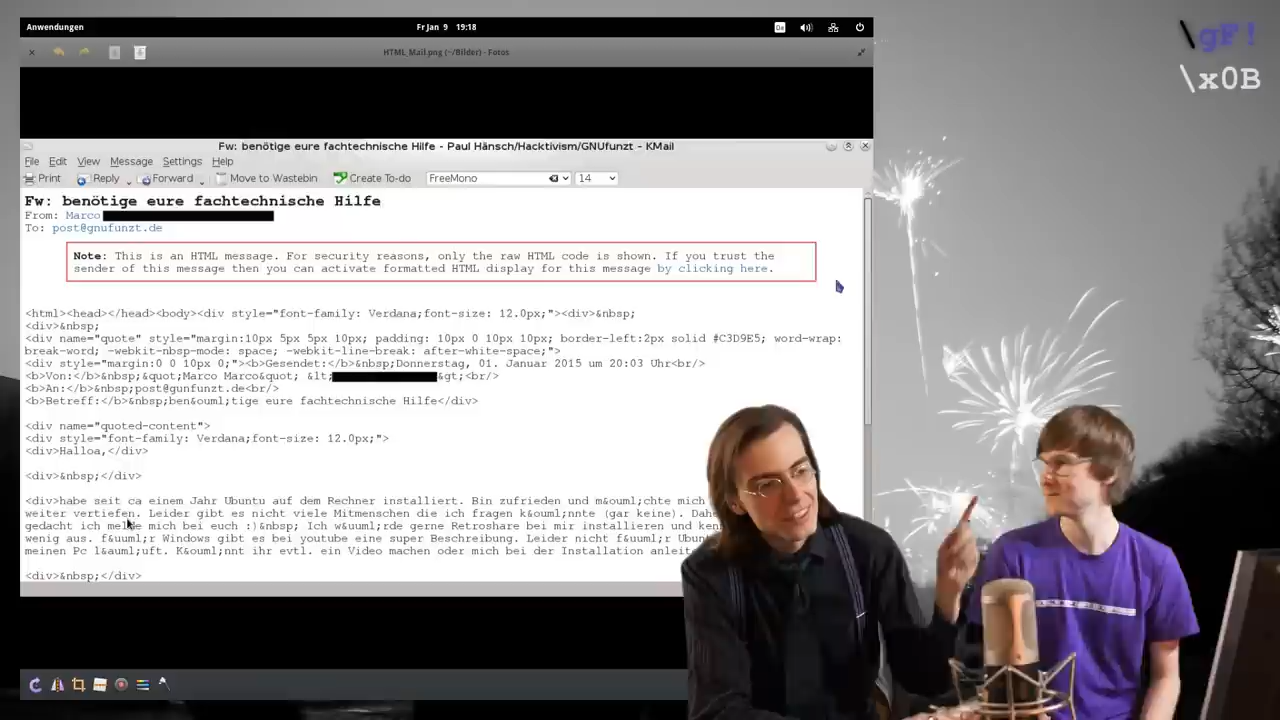 Anwendungen Fr Jan 9 19:18 De
\gF!
HTML_Mail.png (~/Bilder) - Fotos
\x0B
Fw: benötige eure fachtechnische Hilfe - Paul Hänsch/Hacktivism/GNUfunzt - KMail
File Edit View Message Settings Help
Print Reply Forward Move to Wastebin Create To-do FreeMono 14
Fw: benötige eure fachtechnische Hilfe
From: Marco
To: post@gnufunzt.de
Note: This is an HTML message. For security reasons, only the raw HTML code is shown. If you trust the
sender of this message then you can activate formatted HTML display for this message by clicking here.
<html><head></head><body><div style="font-family: Verdana;font-size: 12.0px;"><div>&nbsp;
<div>&nbsp;
<div name="quote" style="margin:10px 5px 5px 10px; padding: 10px 0 10px 10px; border-left:2px solid #C3D9E5; word-wrap:
break-word; -webkit-nbsp-mode: space; -webkit-line-break: after-white-space;">
<div style="margin:0 0 10px 0;"><b>Gesendet:</b>&nbsp;Donnerstag, 01. Januar 2015 um 20:03 Uhr<br/>
<b>Von:</b>&nbsp;&quot;Marco Marco&quot; &lt; &gt;<br/>
<b>An:</b>&nbsp;post@gunfunzt.de<br/>
<b>Betreff:</b>&nbsp;ben&ouml;tige eure fachtechnische Hilfe</div>
<div name="quoted-content">
<div style="font-family: Verdana;font-size: 12.0px;">
<div>Halloa,</div>
<div>&nbsp;</div>
<div>habe seit ca einem Jahr Ubuntu auf dem Rechner installiert. Bin zufrieden und m&ouml;chte mich
weiter vertiefen. Leider gibt es nicht viele Mitmenschen die ich fragen k&ouml;nnte (gar keine). Dahe
gedacht ich melde mich bei euch :)&nbsp; Ich w&uuml;rde gerne Retroshare bei mir installieren und ken
wenig aus. f&uuml;r Windows gibt es bei youtube eine super Beschreibung. Leider nicht f&uuml;r Ubunt
meinen Pc l&auml;uft. K&ouml;nnt ihr evtl. ein Video machen oder mich bei der Installation anleite
<div>&nbsp;</div>